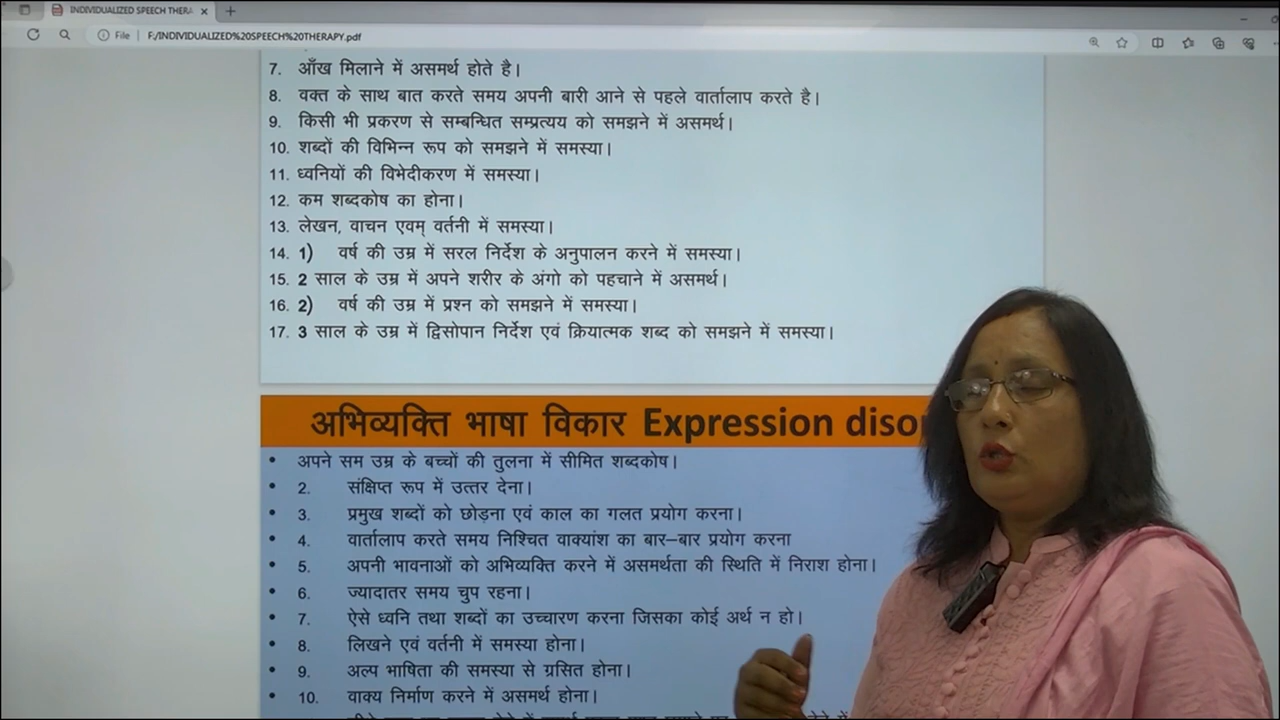 INDIVIDUALIZED SPEECH THERA
File
F:/INDIVIDUALIZED%20SPEECH%20THERAPY.pdf
7. आँख मिलाने में असमर्थ होते है।
8. वक्त के साथ बात करते समय अपनी बारी आने से पहले वार्तालाप करते है।
9. किसी भी प्रकरण से सम्बन्धित सम्प्रत्यय को समझने में असमर्थ।
10. शब्दों की विभिन्न रूप को समझने में समस्या।
11. ध्वनियों की विभेदीकरण में समस्या।
12. कम शब्दकोष का होना।
13. लेखन, वाचन एवम् वर्तनी में समस्या।
14. 1) वर्ष की उम्र में सरल निर्देश के अनुपालन करने में समस्या।
15. 2 साल के उम्र में अपने शरीर के अंगो को पहचाने में असमर्थ।
16. 2) वर्ष की उम्र में प्रश्न को समझने में समस्या।
17. 3 साल के उम्र में द्विसोपान निर्देश एवं क्रियात्मक शब्द को समझने में समस्या।
अभिव्यक्ति भाषा विकार Expression diso
• अपने सम उम्र के बच्चों की तुलना में सीमित शब्दकोष।
• 2. संक्षिप्त रूप में उत्तर देना।
• 3. प्रमुख शब्दों को छोड़ना एवं काल का गलत प्रयोग करना।
• 4. वार्तालाप करते समय निश्चित वाक्यांश का बार–बार प्रयोग करना
• 5. अपनी भावनाओं को अभिव्यक्ति करने में असमर्थता की स्थिति में निराश होना।
• 6. ज्यादातर समय चुप रहना।
• 7. ऐसे ध्वनि तथा शब्दों का उच्चारण करना जिसका कोई अर्थ न हो।
• 8. लिखने एवं वर्तनी में समस्या होना।
• 9. अल्प भाषिता की समस्या से ग्रसित होना।
• 10. वाक्य निर्माण करने में असमर्थ होना।